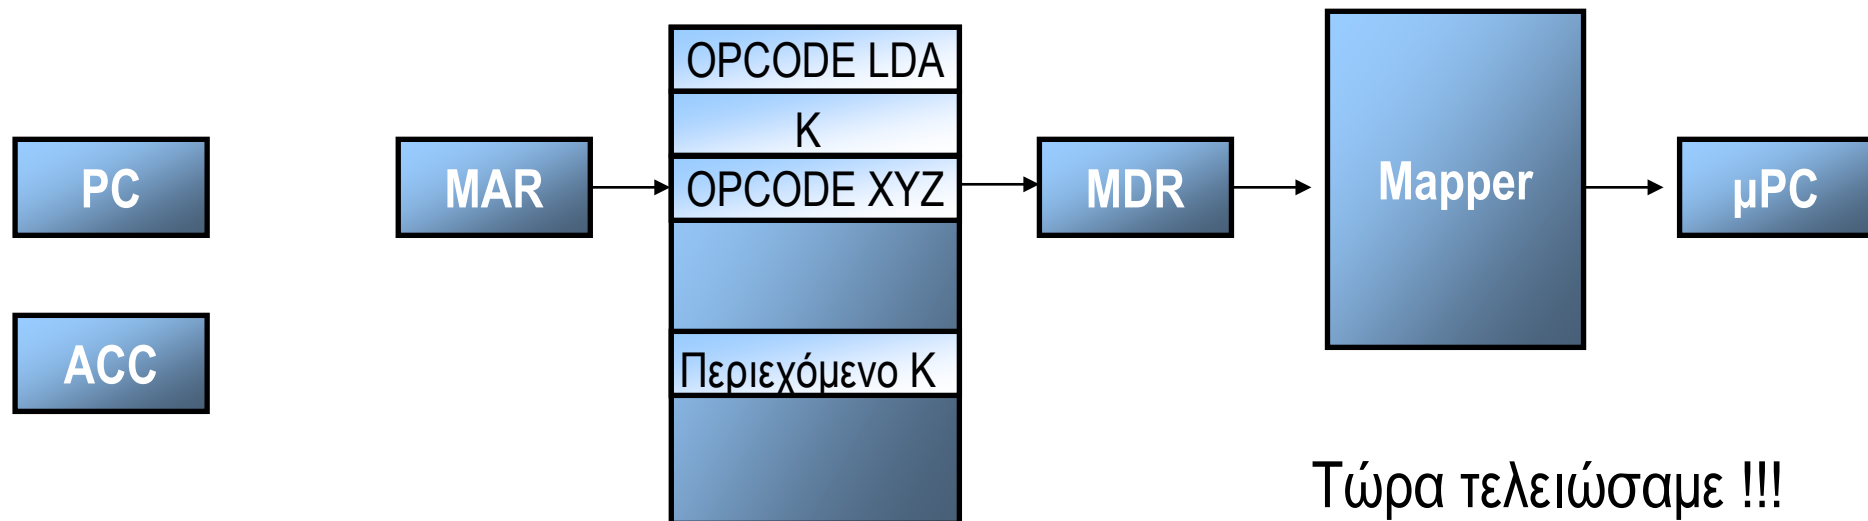 OPCODE LDA
K
PC
MAR
OPCODE XYZ
MDR
Mapper
μPC
ACC
Περιεχόμενο Κ
Τώρα τελειώσαμε !!!